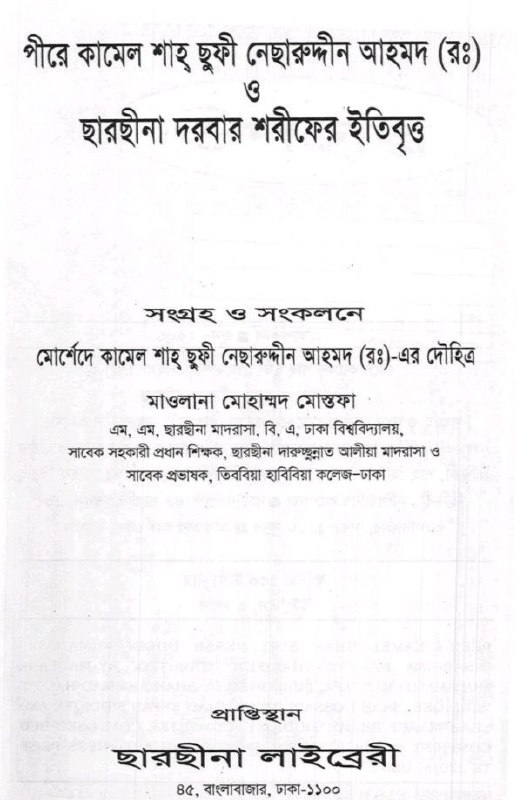 পীরে কামেল শাহ্ ছুফী নেছারুদ্দীন আহমদ (রঃ)
ও
ছারছীনা দরবার শরীফের ইতিবৃত্ত
সংগ্রহ ও সংকলনে
মোর্শেদে কামেল শাহ্ ছুফী নেছারুদ্দীন আহমদ (রঃ)-এর দৌহিত্র
মাওলানা মোহাম্মদ মোস্তফা
এম, এম, ছারছীনা মাদরাসা, বি, এ, ঢাকা বিশ্ববিদ্যালয়,
সাবেক সহকারী প্রধান শিক্ষক, ছারছীনা দারুচ্ছুন্নাত আলীয়া মাদরাসা ও
সাবেক প্রভাষক, তিববিয়া হাবিবিয়া কলেজ–ঢাকা
প্রাপ্তিস্থান
ছারছীনা লাইব্রেরী
৪৫, বাংলাবাজার, ঢাকা-১১০০